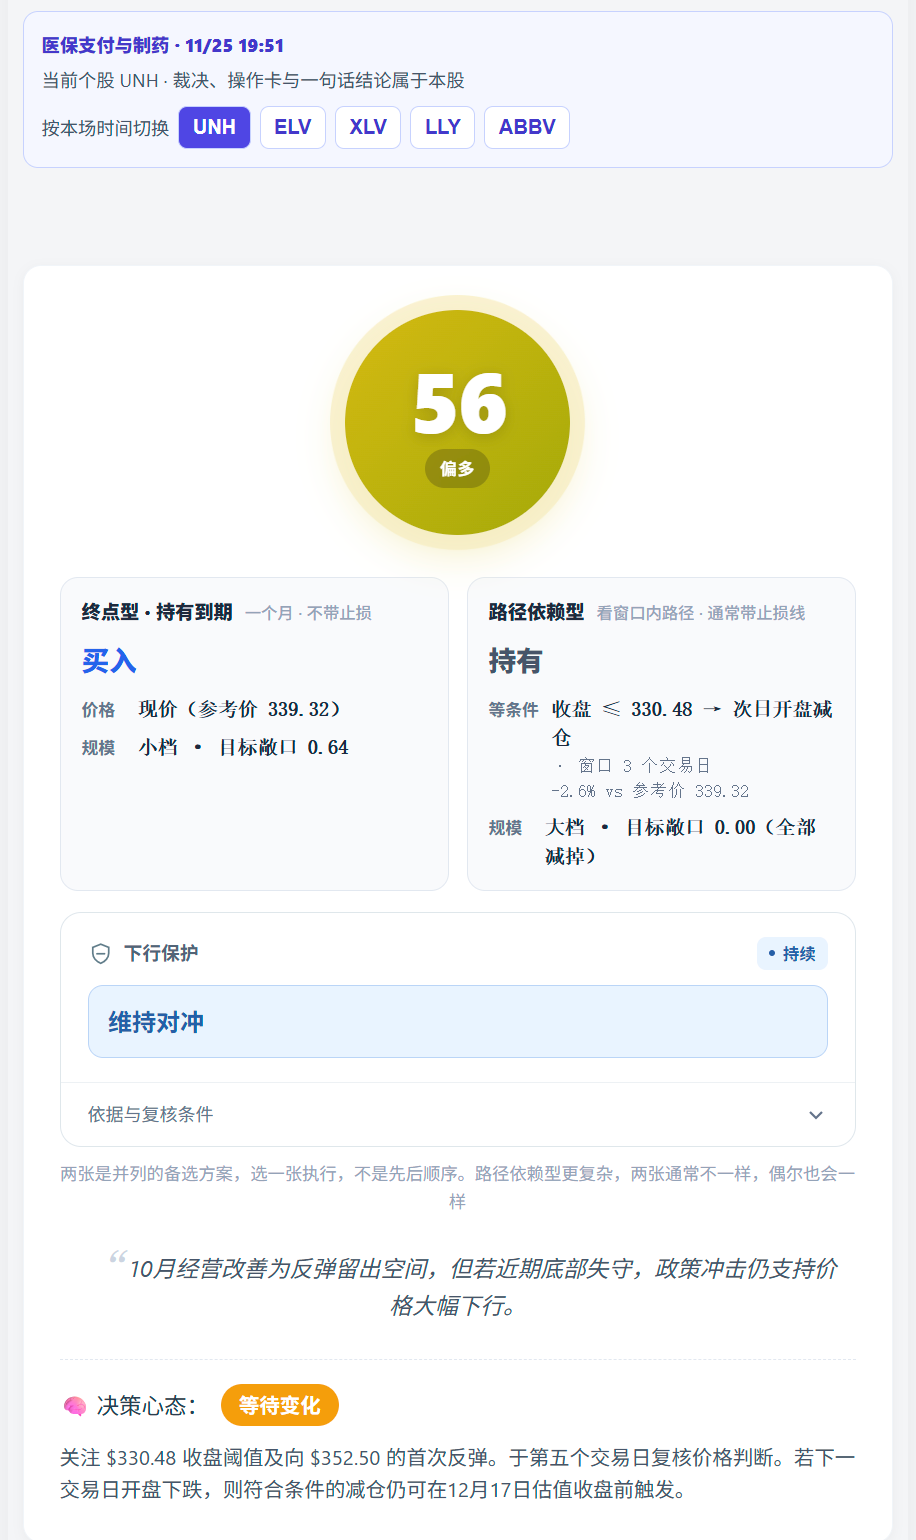 医保支付与制药 · 11/25 19:51
当前个股 UNH · 裁决、操作卡与一句话结论属于本股
按本场时间切换 UNH ELV XLV LLY ABBV
56
偏多
终点型 · 持有到期 一个月 · 不带止损
买入
价格 现价（参考价 339.32）
规模 小档 · 目标敞口 0.64
路径依赖型 看窗口内路径 · 通常带止损线
持有
等条件 收盘 ≤ 330.48 → 次日开盘减
仓
· 窗口 3 个交易日
-2.6% vs 参考价 339.32
规模 大档 · 目标敞口 0.00（全部
减掉）
下行保护 • 持续
维持对冲
依据与复核条件
两张是并列的备选方案，选一张执行，不是先后顺序。路径依赖型更复杂，两张通常不一样，偶尔也会一
样
“10月经营改善为反弹留出空间，但若近期底部失守，政策冲击仍支持价
格大幅下行。
决策心态： 等待变化
关注 $330.48 收盘阈值及向 $352.50 的首次反弹。于第五个交易日复核价格判断。若下一
交易日开盘下跌，则符合条件的减仓仍可在12月17日估值收盘前触发。